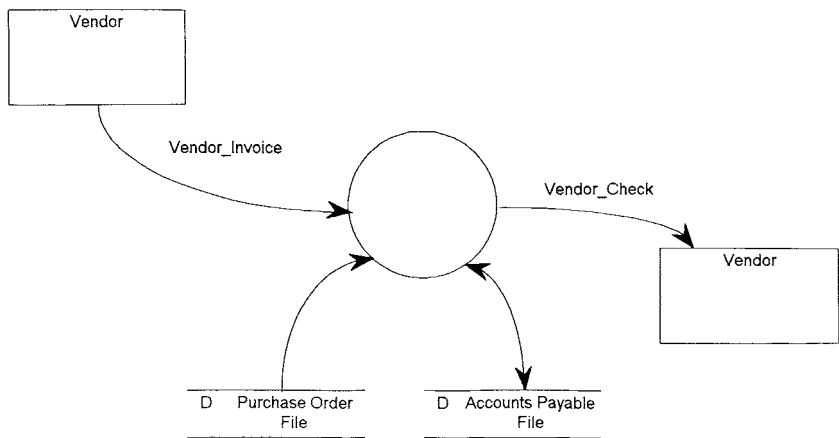 Vendor
Vendor_Invoice
Vendor_Check
Vendor
D Purchase Order
File
D Accounts Payable
File